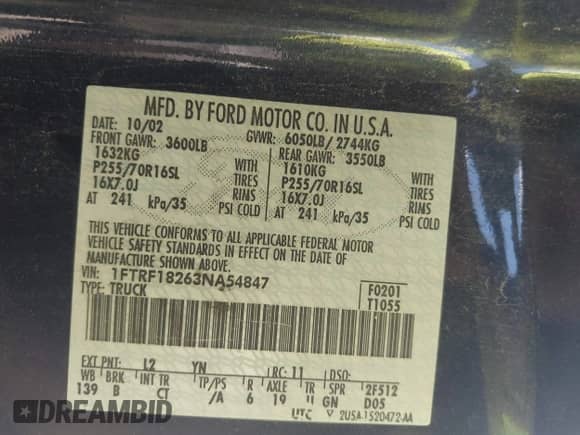 MFD. BY FORD MOTOR CO. IN U.S.A.
10/02 GVWR: 6050LB/ 2744KG
FRONT GAWR: 3600LB REAR GAWR: 3550LB
1632KG WITH 1610KG WITH
P255/70R16SL TIRES P255/70R16SL TIRES
16X7.0J RIMS 16X7.0J RIMS
AT 241 kPa/35 PSI COLD AT 241 kPa/35 PSI COLD
THIS VEHICLE CONFORMS TO ALL APPLICABLE FEDERAL MOTOR
VEHICLE SAFETY STANDARDS IN EFFECT ON THE DATE OF
MANUFACTURE SHOWN ABOVE.
VIN: 1FTRF18263NA54847 F0201
TYPE: TRUCK T1055
EXT PNT: L2 YN RC: 11 DSO:
WB BRK INT TR TP/PS R AXLE TR SPR 2F512
139 B CT /A 6 19 GN D05
UTC 2USA-1520472-AA
DREAMBID